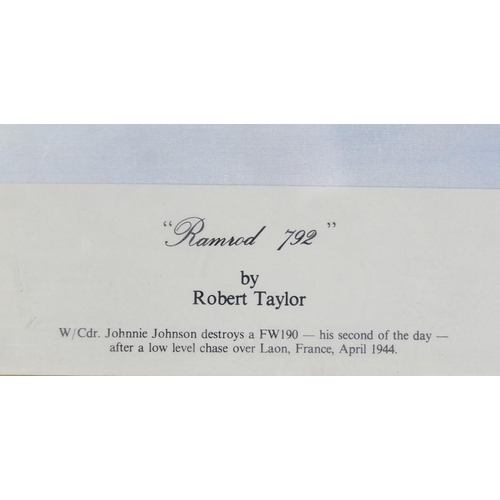 "Ramrod 792"
by
Robert Taylor
W/Cdr. Johnnie Johnson destroys a FW190 — his second of the day —
after a low level chase over Laon, France, April 1944.